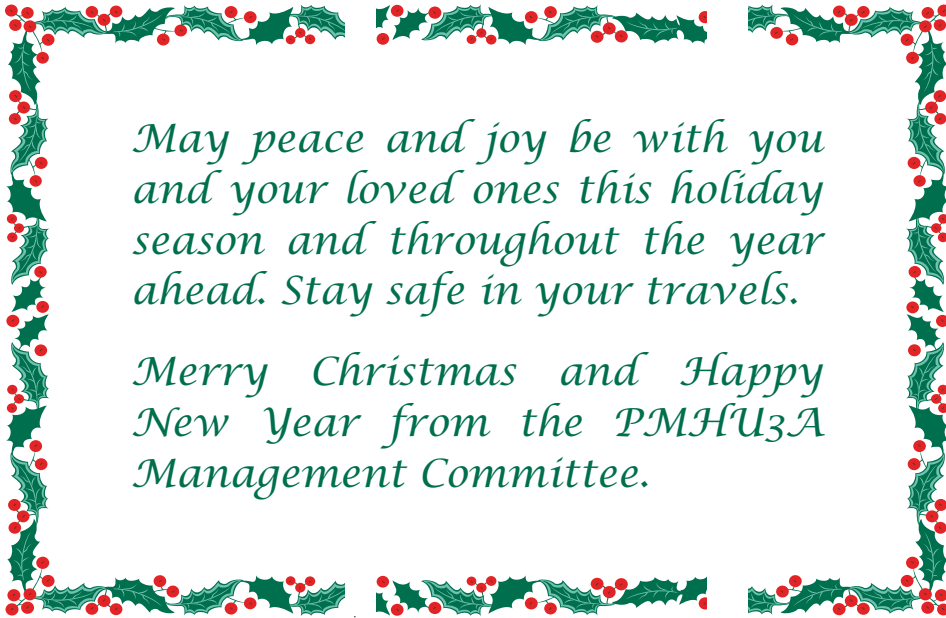 May peace and joy be with you
and your loved ones this holiday
season and throughout the year
ahead. Stay safe in your travels.
Merry Christmas and Happy
New Year from the PMHU3A
Management Committee.